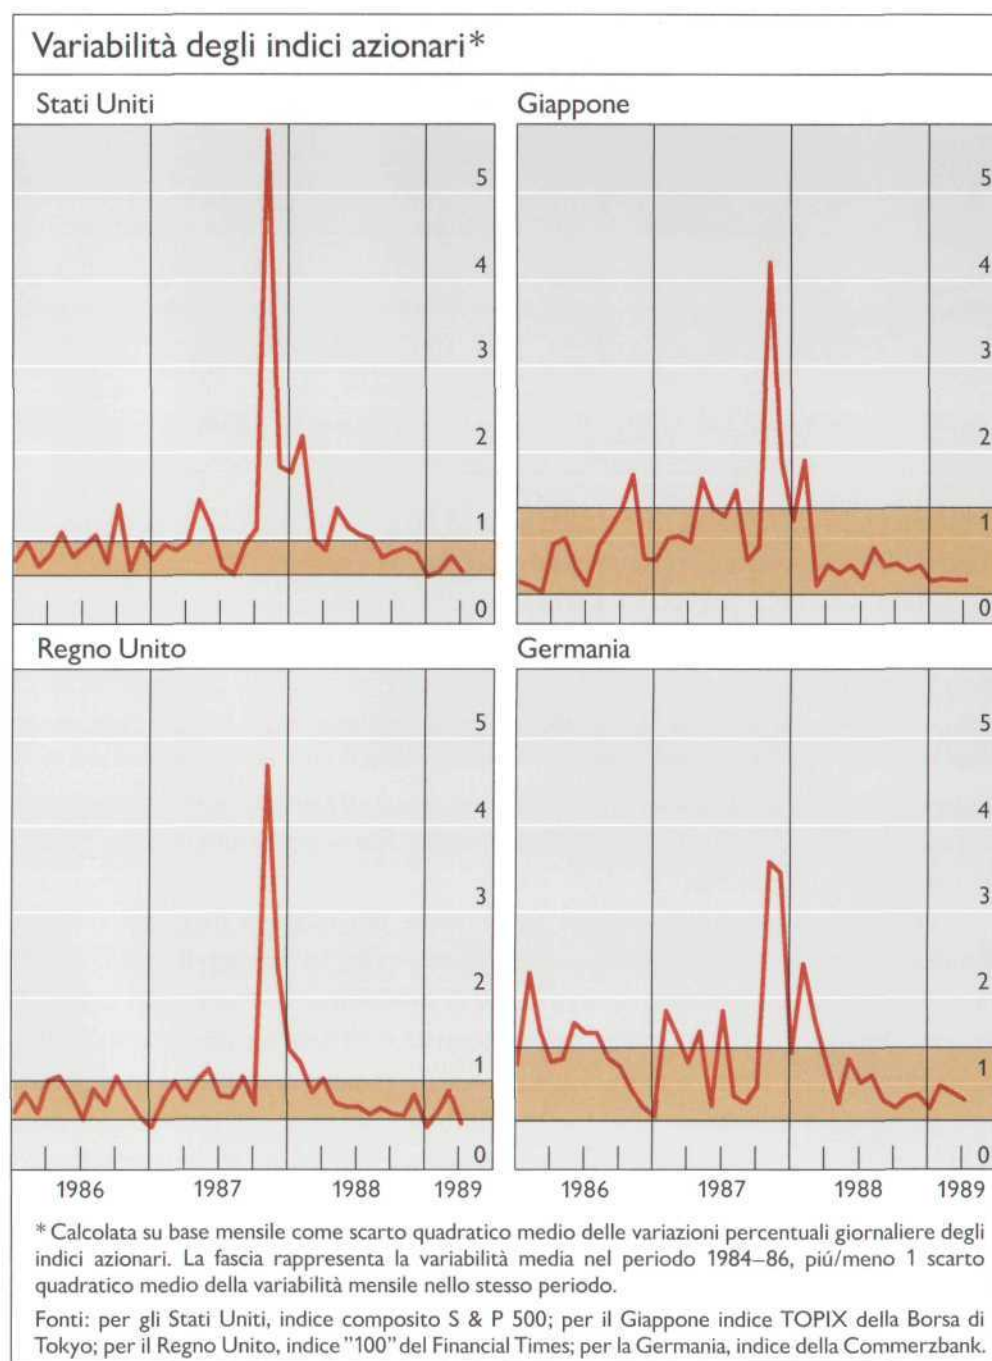 Variabilità degli indici azionari*
Stati Uniti
Giappone
5
4
3
2
1
0
5
4
3
2
1
0
Regno Unito
Germania
5
4
3
2
1
0
5
4
3
2
1
0
1986 1987 1988 1989
1986 1987 1988 1989
* Calcolata su base mensile come scarto quadratico medio delle variazioni percentuali giornaliere degli
indici azionari. La fascia rappresenta la variabilità media nel periodo 1984–86, piú/meno 1 scarto
quadratico medio della variabilità mensile nello stesso periodo.
Fonti: per gli Stati Uniti, indice composito S & P 500; per il Giappone indice TOPIX della Borsa di
Tokyo; per il Regno Unito, indice "100" del Financial Times; per la Germania, indice della Commerzbank.